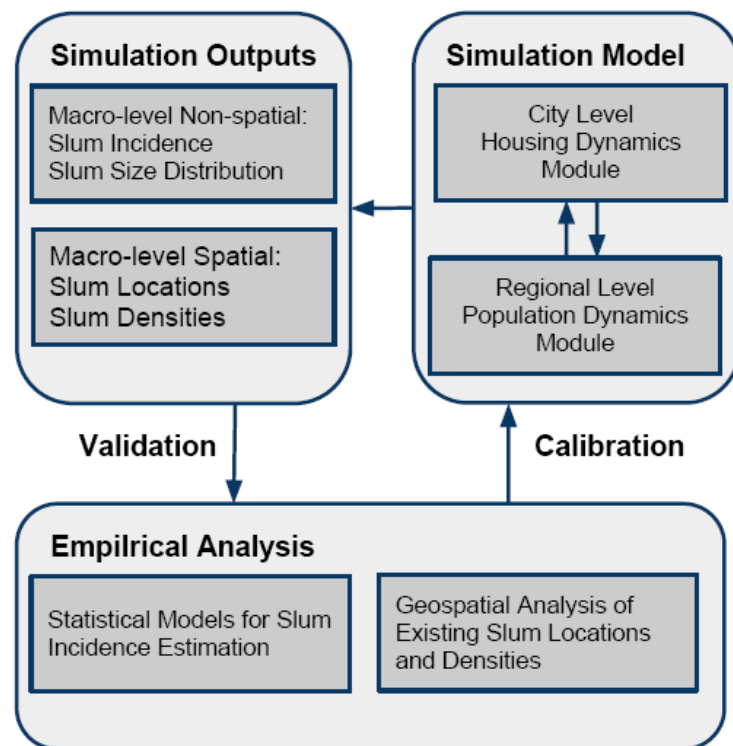 Simulation Outputs
Macro-level Non-spatial:
Slum Incidence
Slum Size Distribution
Macro-level Spatial:
Slum Locations
Slum Densities
Simulation Model
City Level
Housing Dynamics
Module
Regional Level
Population Dynamics
Module
Validation
Calibration
Empilrical Analysis
Statistical Models for Slum
Incidence Estimation
Geospatial Analysis of
Existing Slum Locations
and Densities